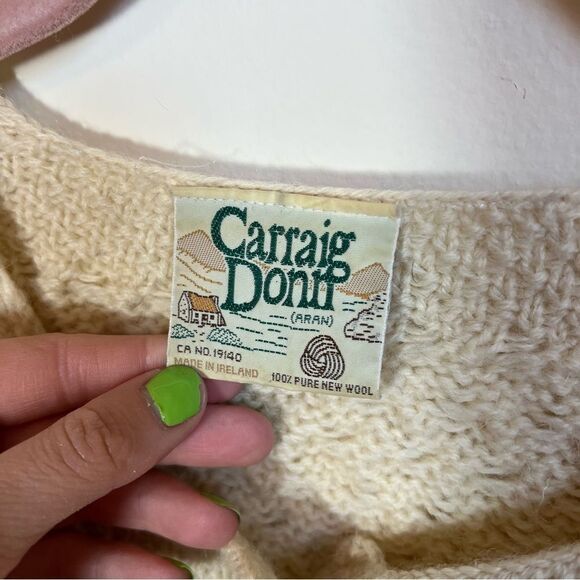 Carraig
Donn
(ARAN)
CA NO. 19140
MADE IN IRELAND
100% PURE NEW WOOL